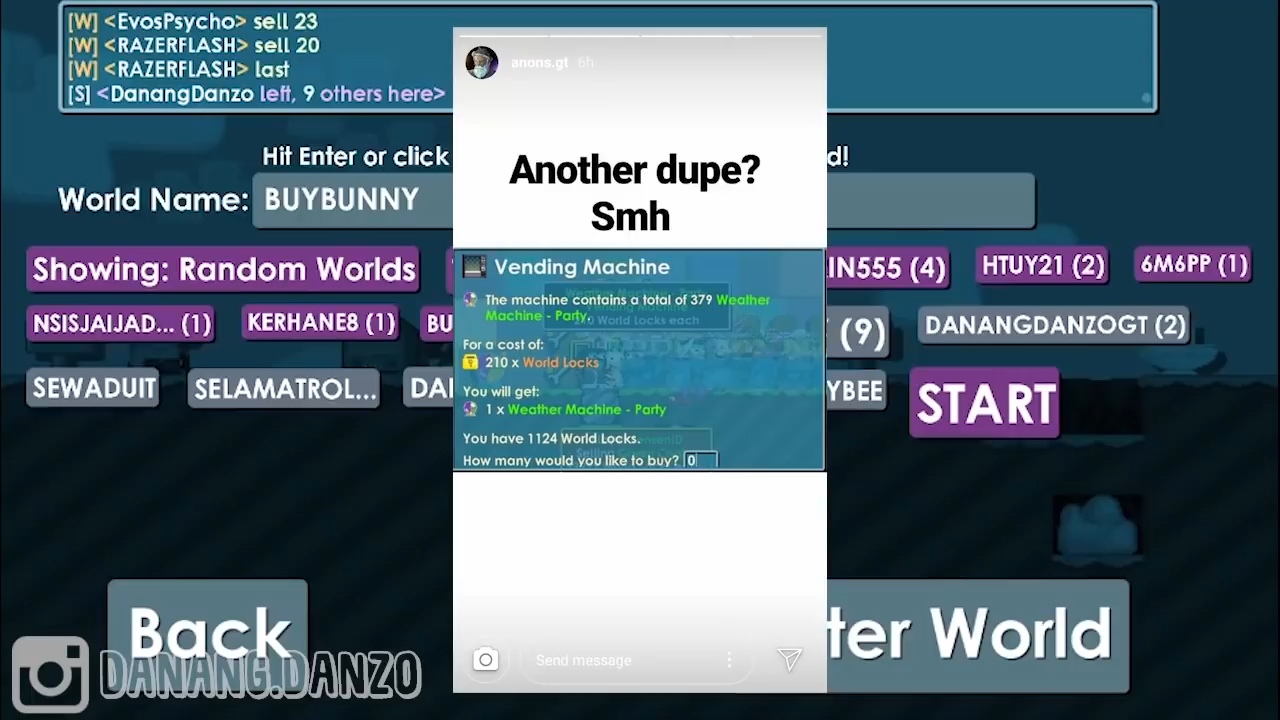 [W] <EvosPsycho> sell 23
[W] <RAZERFLASH> sell 20
[W] <RAZERFLASH> last
[S] <DanangDanzo left, 9 others here>
anons.gt 6h
Another dupe?
Smh
Hit Enter or click d!
World Name: BUYBUNNY
Vending Machine
The machine contains a total of 379 Weather
Machine - Party.
For a cost of:
210 x World Locks
You will get:
1 x Weather Machine - Party
You have 1124 World Locks.
How many would you like to buy? 0
Showing: Random Worlds IN555 (4) HTUY21 (2) 6M6PP (1)
NSISJAIJAD... (1) KERHANE8 (1) BU (9) DANANGDANZOGT (2)
SEWADUIT SELAMATROL... DA YBEE START
Back ter World
Send message
DANANG.DANZO